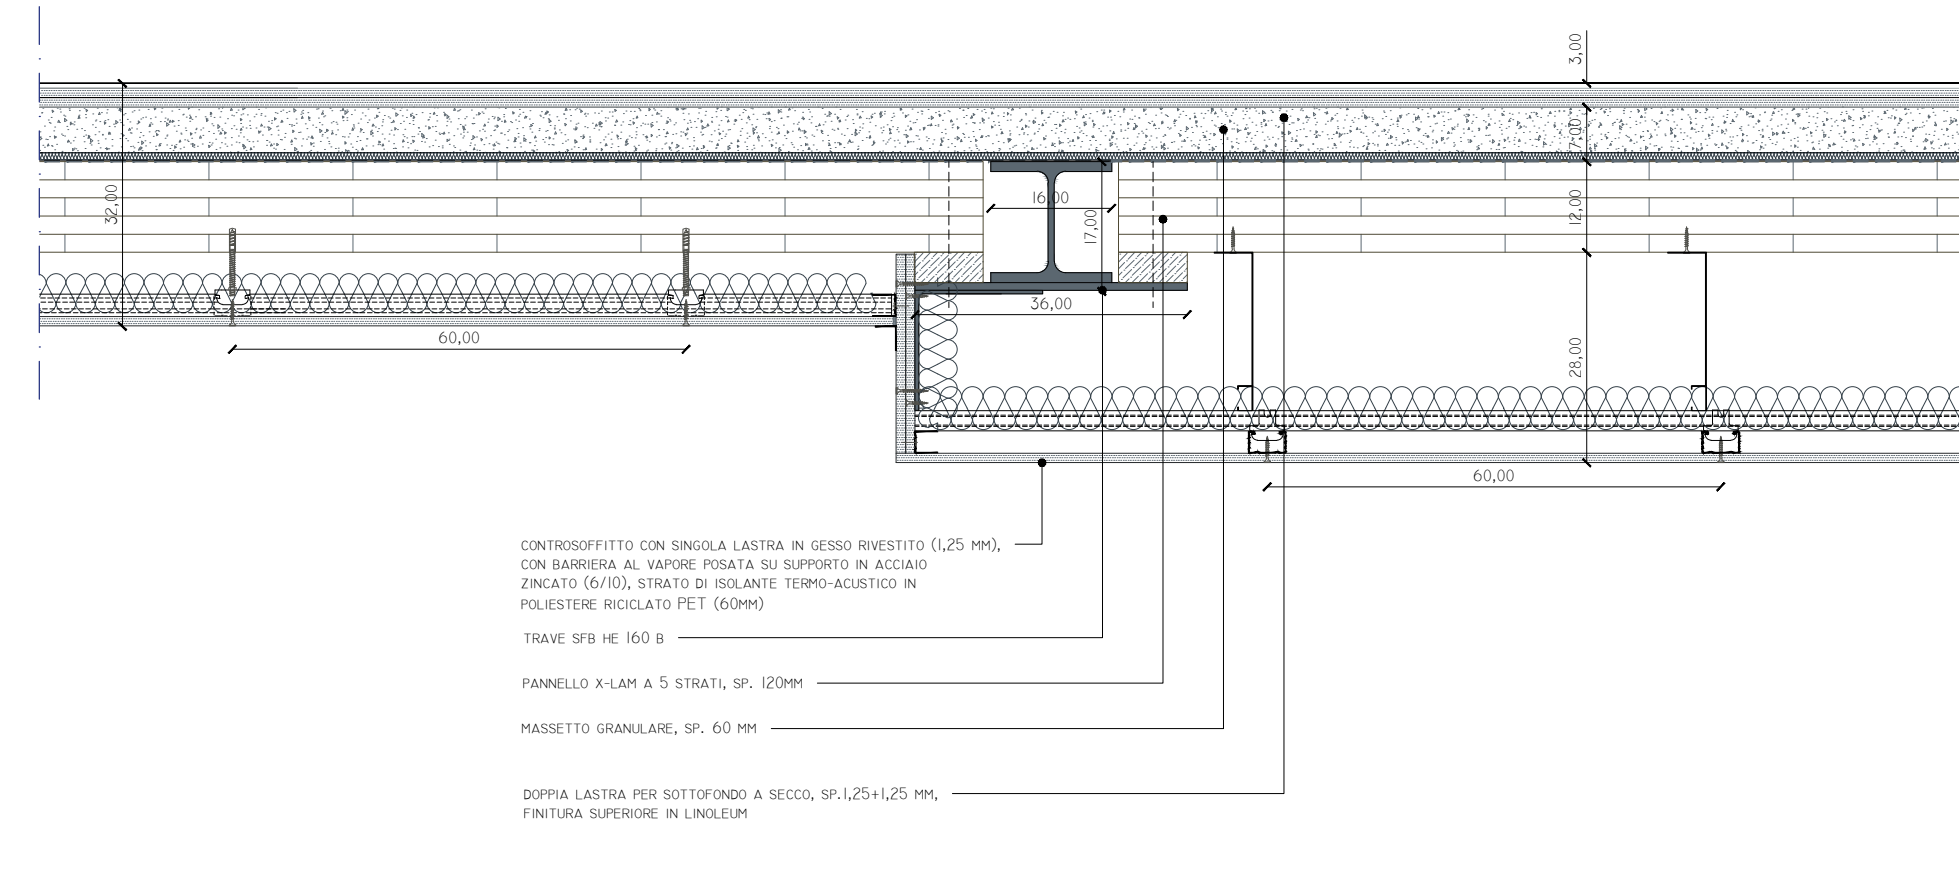 3,00
7,00
32,00
16,00
17,00
12,00
36,00
60,00
28,00
60,00
CONTROSOFFITTO CON SINGOLA LASTRA IN GESSO RIVESTITO (1,25 MM),
CON BARRIERA AL VAPORE POSATA SU SUPPORTO IN ACCIAIO
ZINCATO (6/10), STRATO DI ISOLANTE TERMO-ACUSTICO IN
POLIESTERE RICICLATO PET (60MM)
TRAVE SFB HE 160 B
PANNELLO X-LAM A 5 STRATI, SP. 120MM
MASSETTO GRANULARE, SP. 60 MM
DOPPIA LASTRA PER SOTTOFONDO A SECCO, SP.1,25+1,25 MM,
FINITURA SUPERIORE IN LINOLEUM